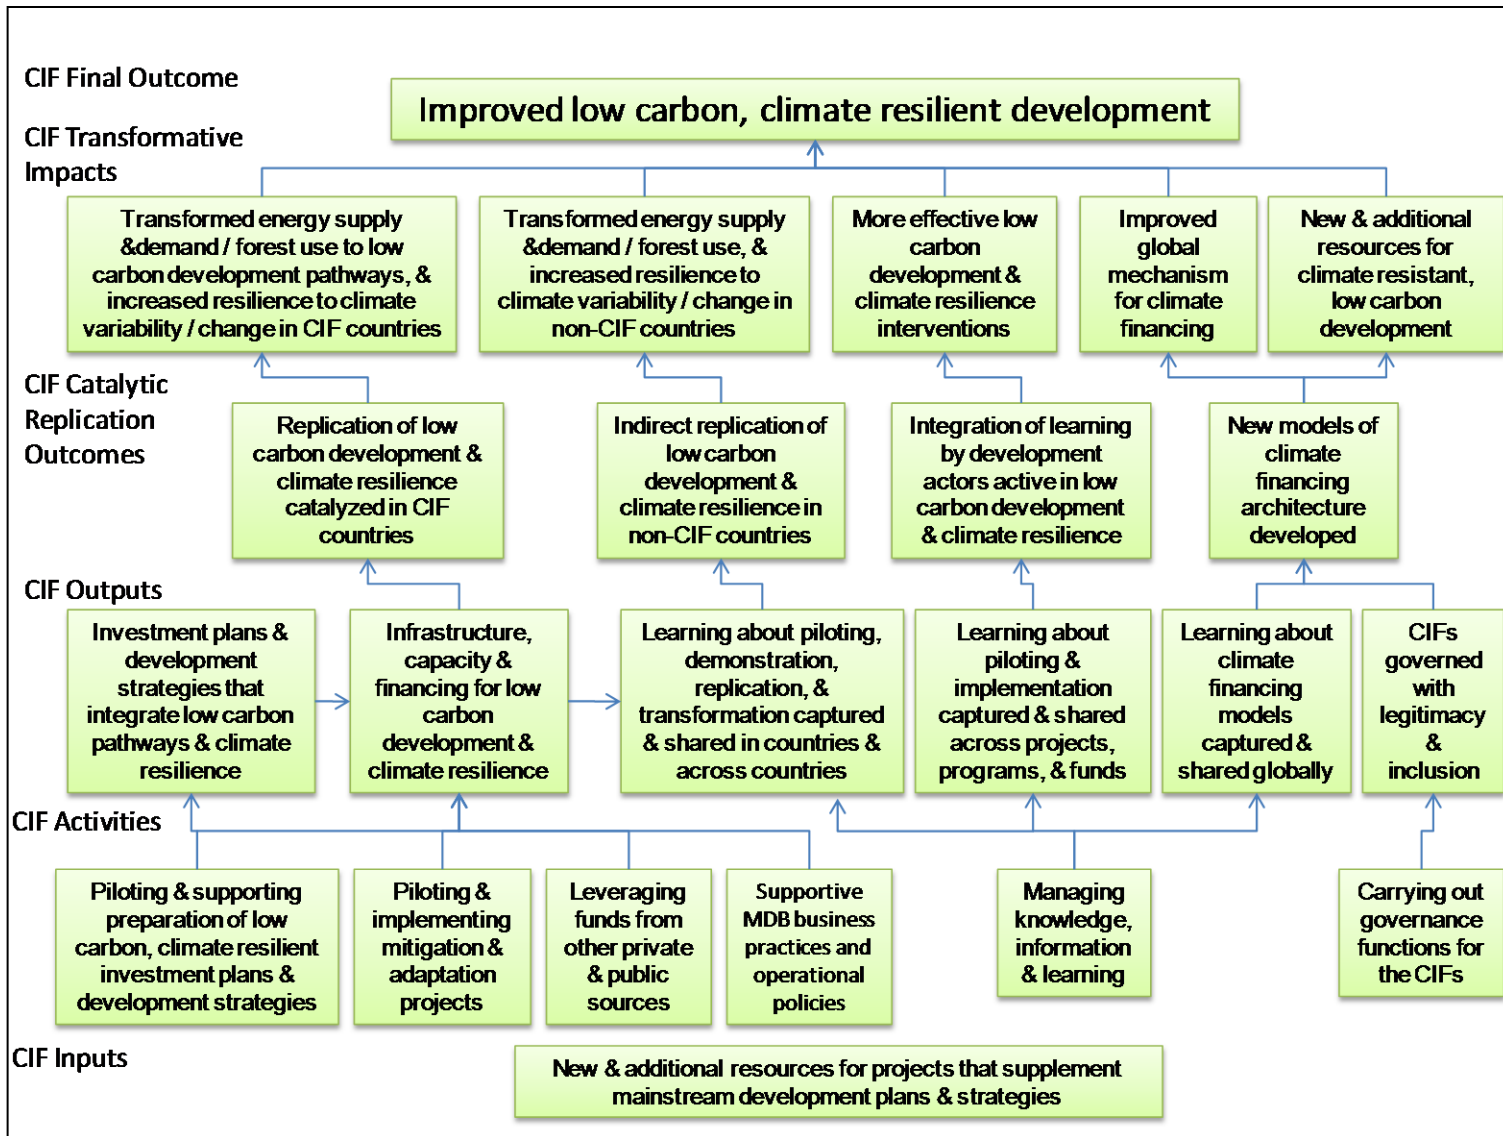 CIF Final Outcome
Improved low carbon, climate resilient development
CIF Transformative
Impacts
Transformed energy supply
&demand / forest use to low
carbon development pathways, &
increased resilience to climate
variability / change in CIF countries
Transformed energy supply
&demand / forest use, &
increased resilience to
climate variability / change in
non-CIF countries
More effective low
carbon
development &
climate resilience
interventions
Improved
global
mechanism
for climate
financing
New & additional
resources for
climate resistant,
low carbon
development
CIF Catalytic
Replication
Outcomes
Replication of low
carbon development &
climate resilience
catalyzed in CIF
countries
Indirect replication of
low carbon
development &
climate resilience in
non-CIF countries
Integration of learning
by development
actors active in low
carbon development
& climate resilience
New models of
climate
financing
architecture
developed
CIF Outputs
Investment plans &
development
strategies that
integrate low carbon
pathways & climate
resilience
Infrastructure,
capacity &
financing for low
carbon
development &
climate resilience
Learning about piloting,
demonstration,
replication, &
transformation captured
& shared in countries &
across countries
Learning about
piloting &
implementation
captured & shared
across projects,
programs, & funds
Learning about
climate
financing
models
captured &
shared globally
CIFs
governed
with
legitimacy
&
inclusion
CIF Activities
Piloting & supporting
preparation of low
carbon, climate resilient
investment plans &
development strategies
Piloting &
implementing
mitigation &
adaptation
projects
Leveraging
funds from
other private
& public
sources
Supportive
MDB business
practices and
operational
policies
Managing
knowledge,
information
& learning
Carrying out
governance
functions for
the CIFs
CIF Inputs
New & additional resources for projects that supplement
mainstream development plans & strategies